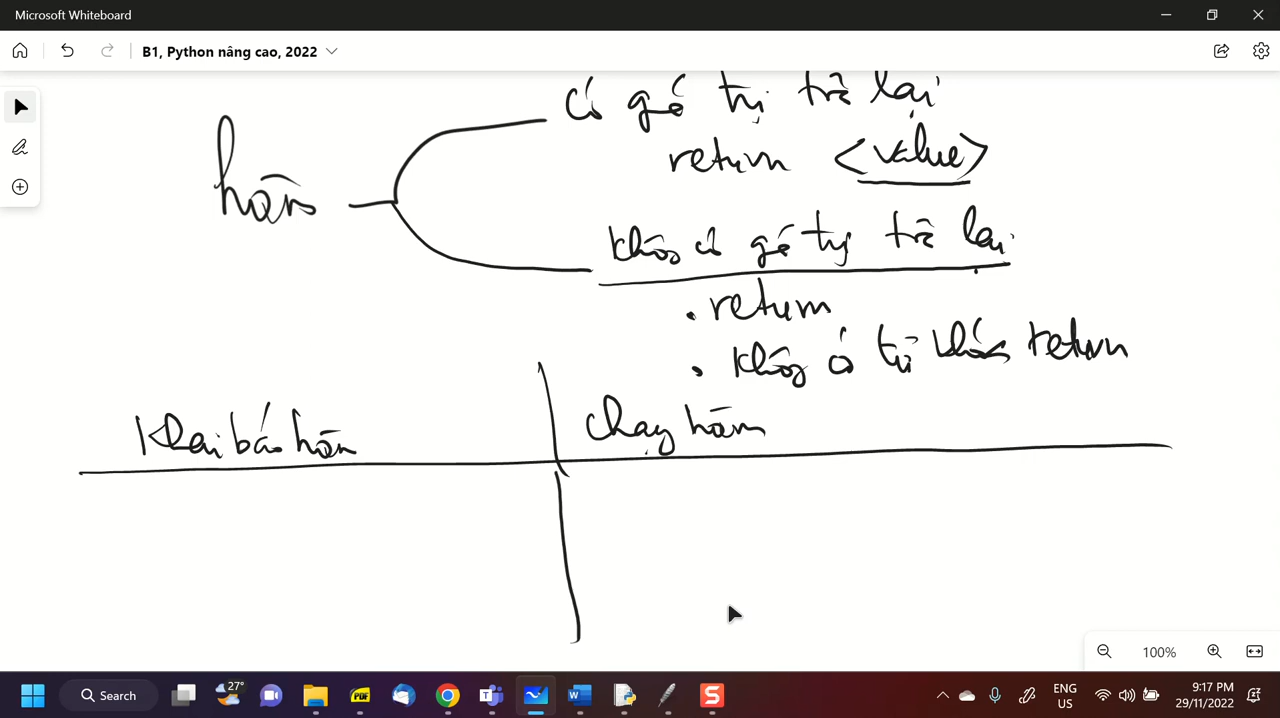 Microsoft Whiteboard
B1, Python nâng cao, 2022
có giá trị trả lại
return <value>
hàm
không có giá trị trả lại
. return
. không có từ khóa return
Khai báo hàm
chạy hàm
100%
27°
Search
PDF
ENG
US
9:17 PM
29/11/2022